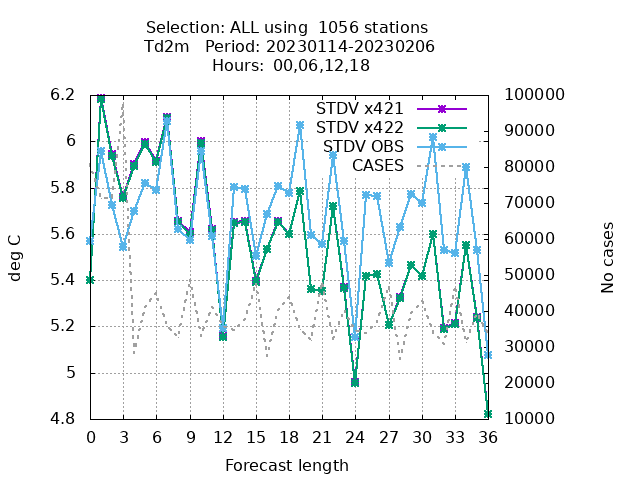 Selection: ALL using  1056 stations
Td2m   Period: 20230114-20230206
Hours:  00,06,12,18
STDV x421
STDV x422
STDV OBS
CASES
deg C
6.2
6
5.8
5.6
5.4
5.2
5
4.8
100000
90000
80000
70000
60000
50000
40000
30000
20000
10000
No cases
0 3 6 9 12 15 18 21 24 27 30 33 36
Forecast length